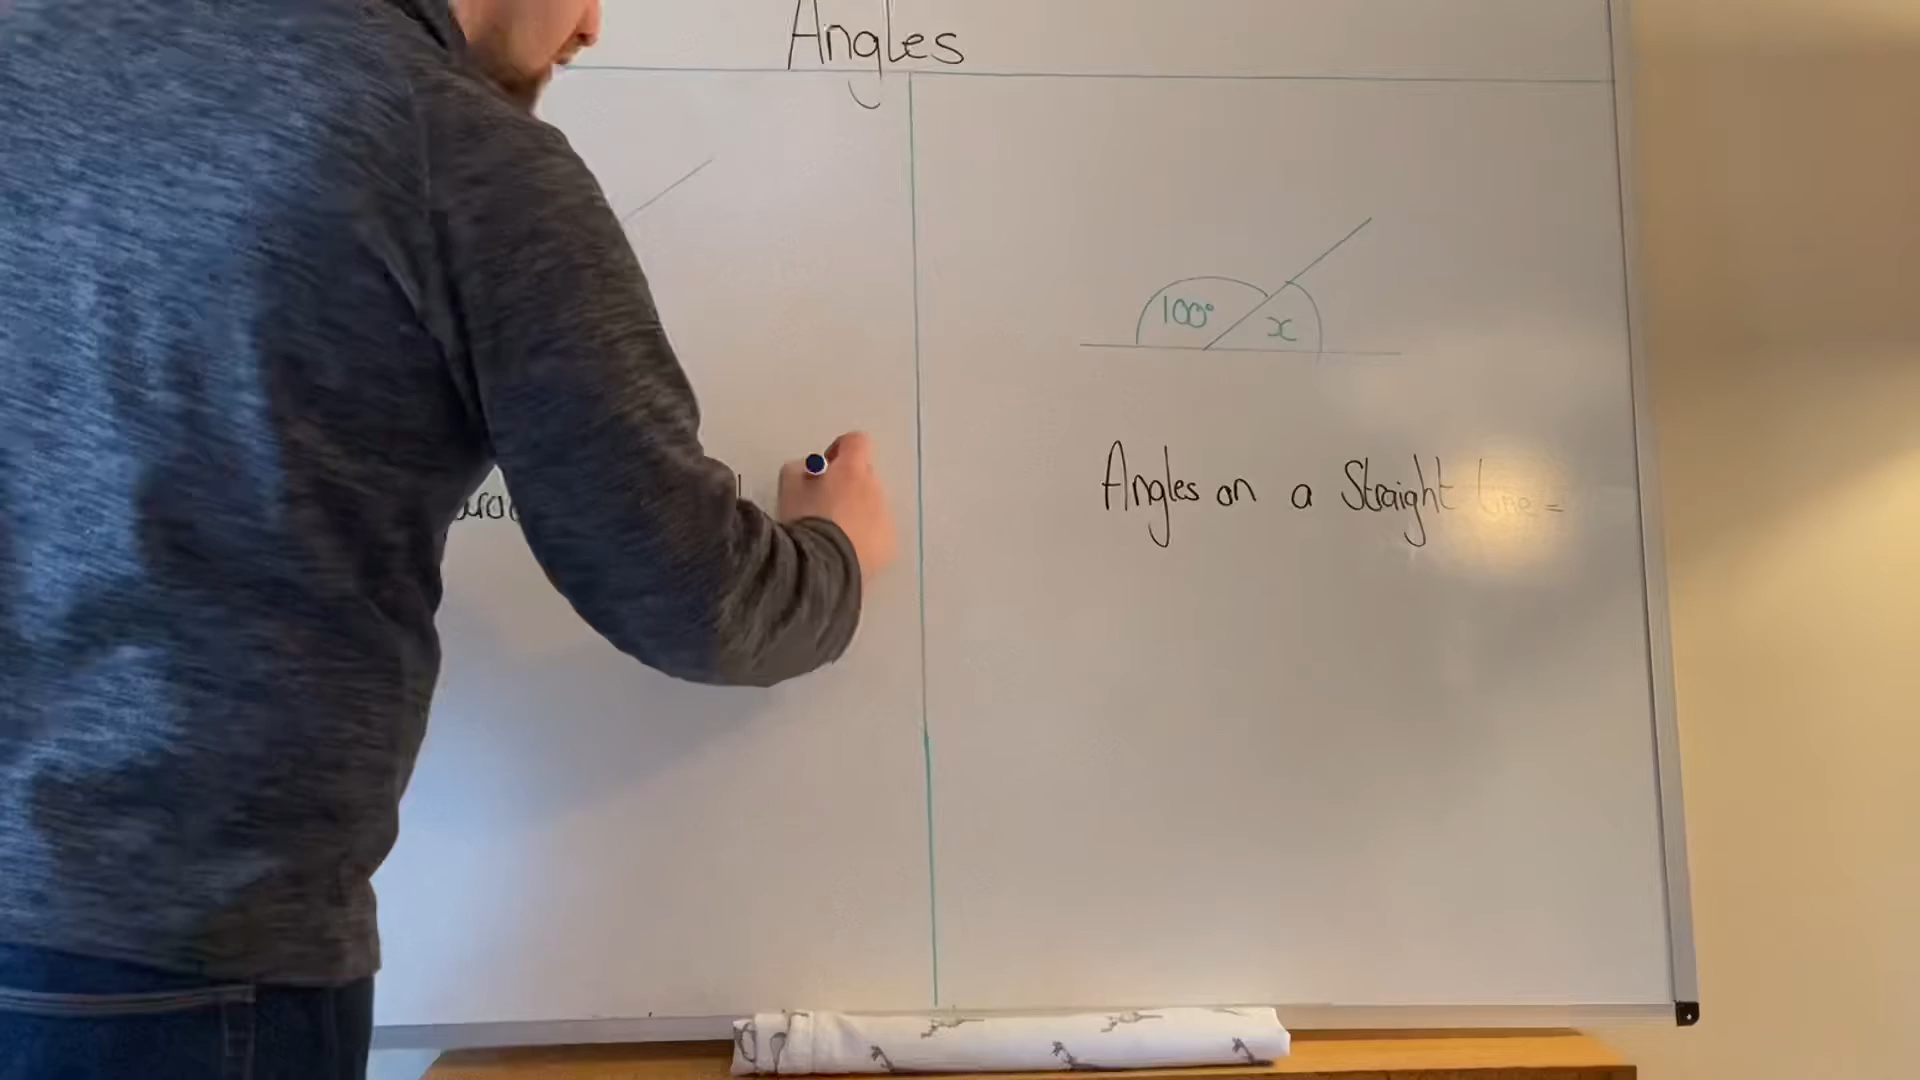 Angles
100°
x
Angles on a Straight Line =